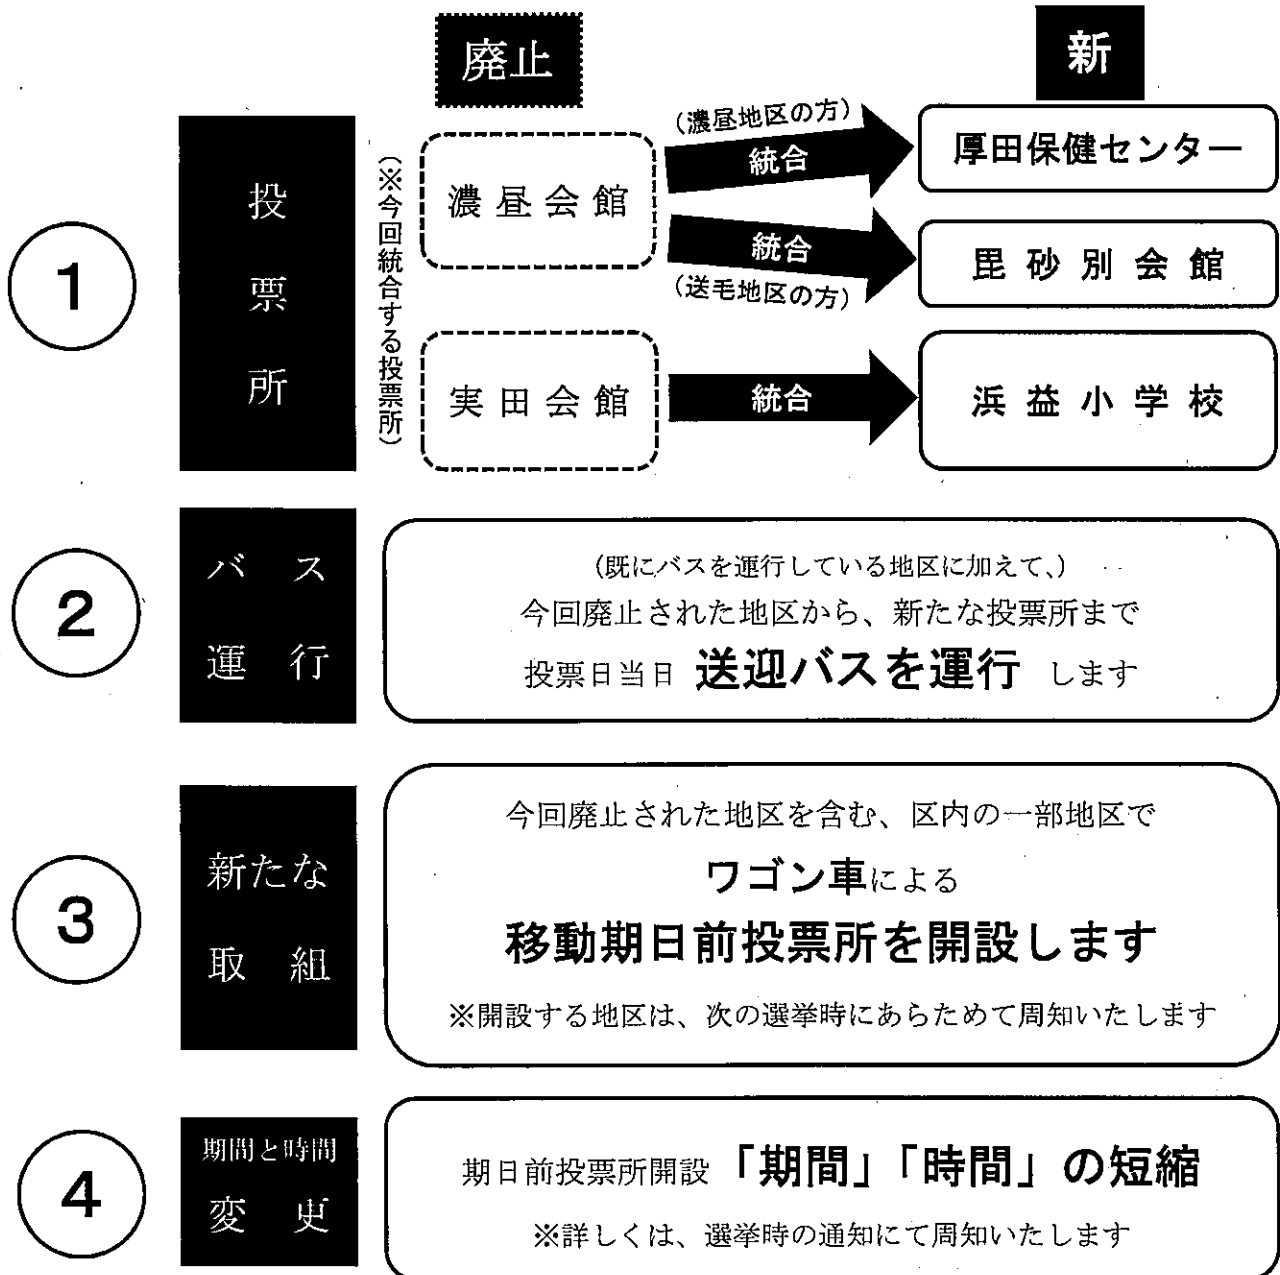 廃止
新
①
投票所
(※今回統合する投票所)
濃昼会館
(濃昼地区の方)
統合
厚田保健センター
統合
(送毛地区の方)
毘砂別会館
実田会館
統合
浜益小学校
②
バス
運行
(既にバスを運行している地区に加えて、)
今回廃止された地区から、新たな投票所まで
投票日当日 送迎バスを運行 します
③
新たな
取組
今回廃止された地区を含む、区内の一部地区で
ワゴン車による
移動期日前投票所を開設します
※開設する地区は、次の選挙時にあらためて周知いたします
④
期間と時間
変更
期日前投票所開設 「期間」「時間」の短縮
※詳しくは、選挙時の通知にて周知いたします